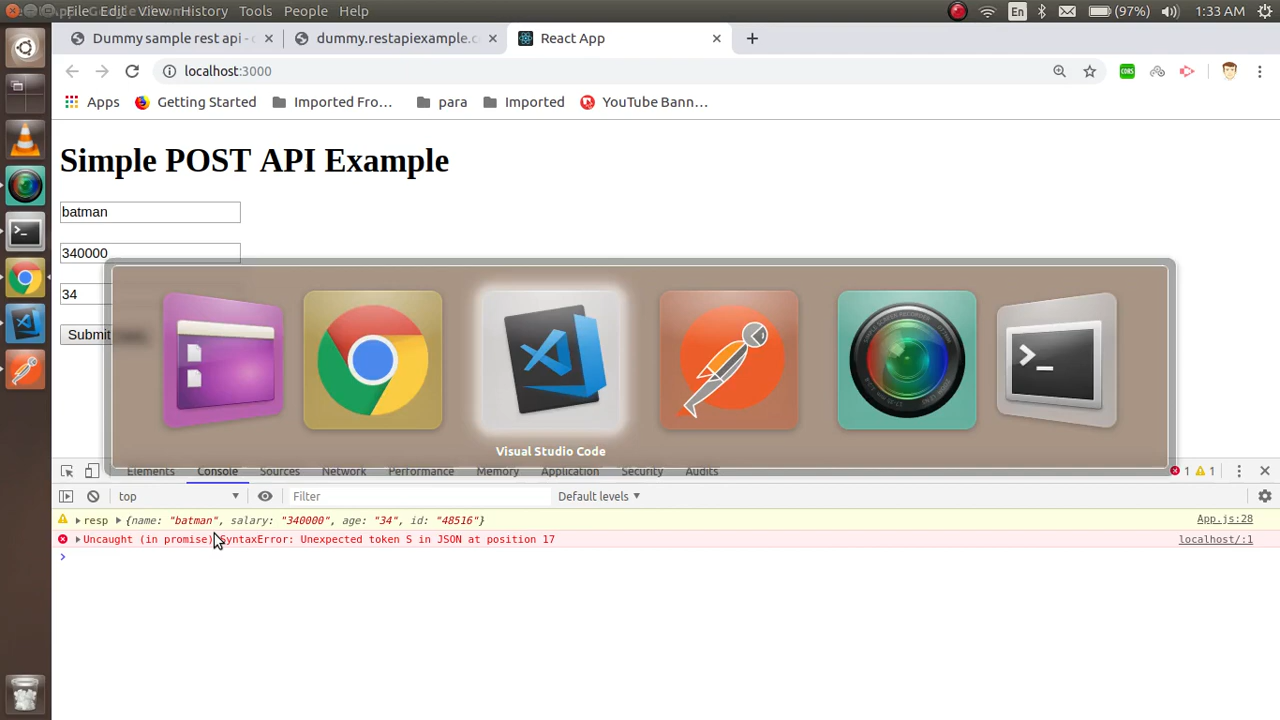 File Edit View History Tools People Help
En (97%) 1:33 AM
Dummy sample rest api - dummy.restapiexample.c React App
localhost:3000
Apps Getting Started Imported Fro... para Imported YouTube Bann...
Simple POST API Example
batman
340000
34
Submit
Visual Studio Code
Elements Console Sources Network Performance Memory Application Security Audits 1 1
top Filter Default levels
resp {name: "batman", salary: "340000", age: "34", id: "48516"} App.js:28
Uncaught (in promise) SyntaxError: Unexpected token S in JSON at position 17 localhost/:1